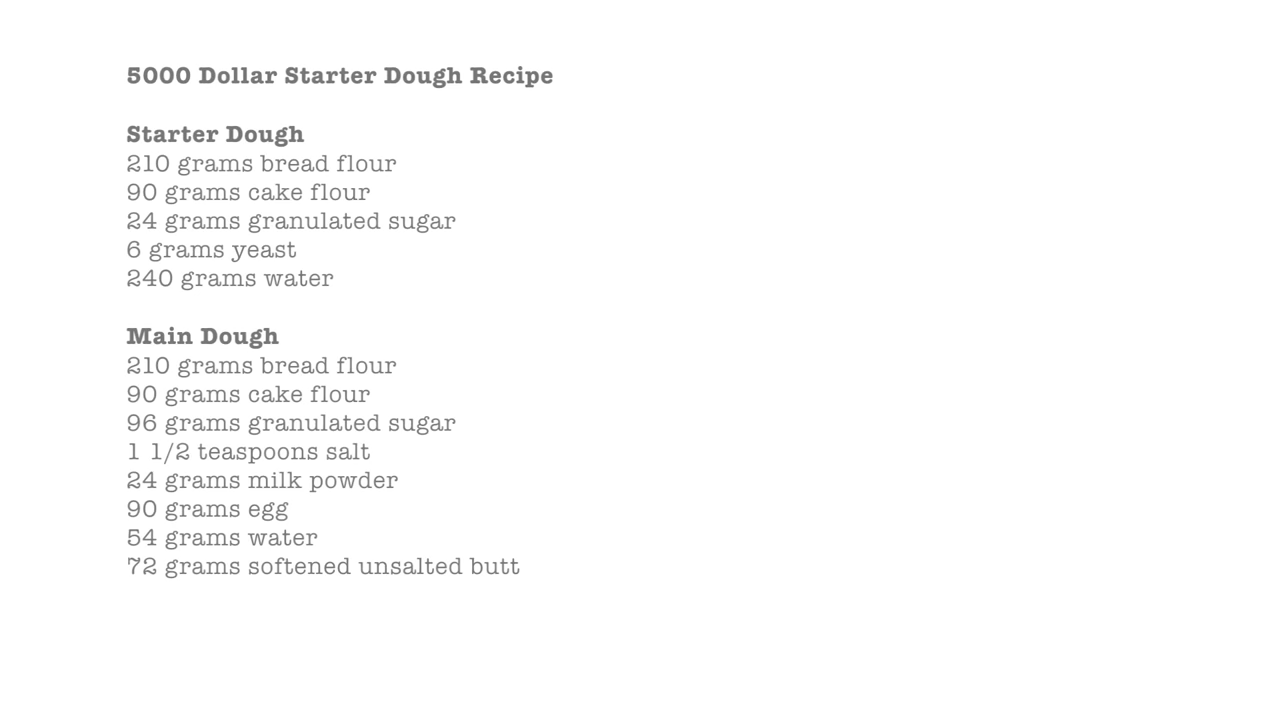 5000 Dollar Starter Dough Recipe
Starter Dough
210 grams bread flour
90 grams cake flour
24 grams granulated sugar
6 grams yeast
240 grams water
Main Dough
210 grams bread flour
90 grams cake flour
96 grams granulated sugar
1 1/2 teaspoons salt
24 grams milk powder
90 grams egg
54 grams water
72 grams softened unsalted butt